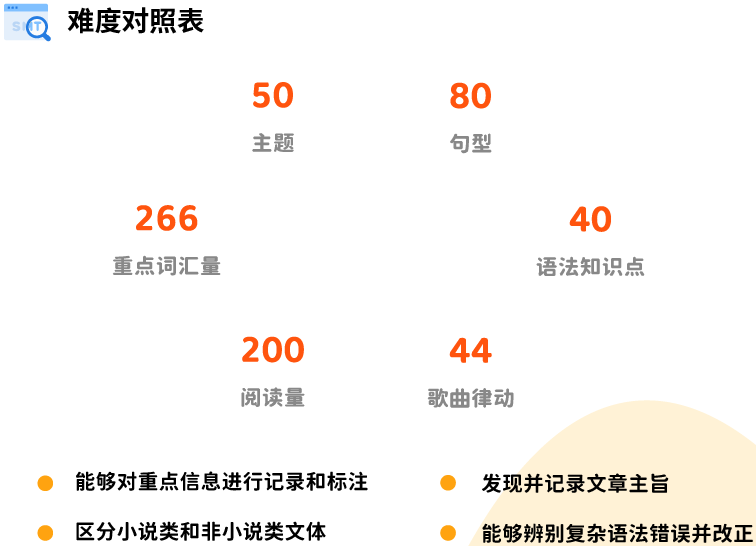 SMT
难度对照表
50
80
主题
句型
266
40
重点词汇量
语法知识点
200
44
阅读量
歌曲律动
能够对重点信息进行记录和标注
发现并记录文章主旨
区分小说类和非小说类文体
能够辨别复杂语法错误并改正